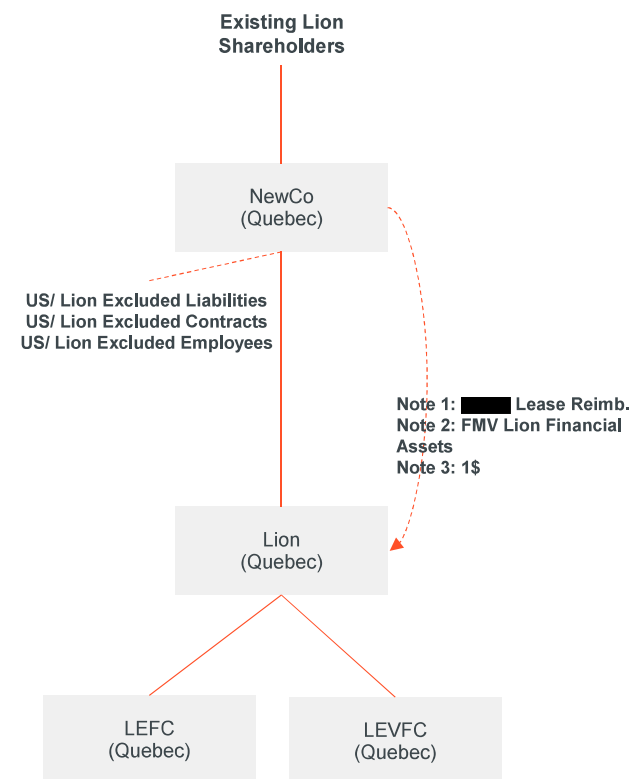 Existing Lion
Shareholders
NewCo
(Quebec)
US/ Lion Excluded Liabilities
US/ Lion Excluded Contracts
US/ Lion Excluded Employees
Note 1: Lease Reimb.
Note 2: FMV Lion Financial
Assets
Note 3: 1$
Lion
(Quebec)
LEFC
(Quebec)
LEVFC
(Quebec)